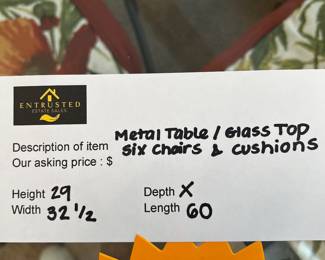 ENTRUSTED
ESTATE SALES
Description of item Metal Table / Glass Top
Six Chairs & Cushions
Our asking price : $
Height 29 Depth X
Width 32 1/2 Length 60